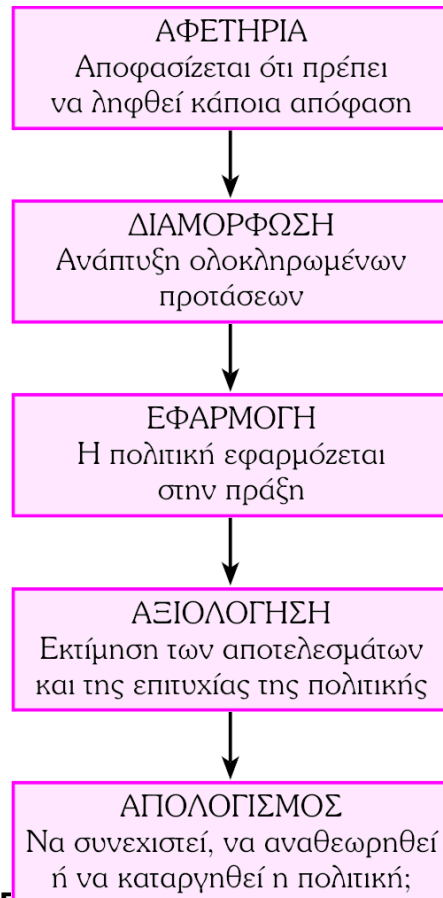 ΑΦΕΤΗΡΙΑ
Αποφασίζεται ότι πρέπει
να ληφθεί κάποια απόφαση
ΔΙΑΜΟΡΦΩΣΗ
Ανάπτυξη ολοκληρωμένων
προτάσεων
ΕΦΑΡΜΟΓΗ
Η πολιτική εφαρμόζεται
στην πράξη
ΑΞΙΟΛΟΓΗΣΗ
Εκτίμηση των αποτελεσμάτων
και της επιτυχίας της πολιτικής
ΑΠΟΛΟΓΙΣΜΟΣ
Να συνεχιστεί, να αναθεωρηθεί
ή να καταργηθεί η πολιτική;